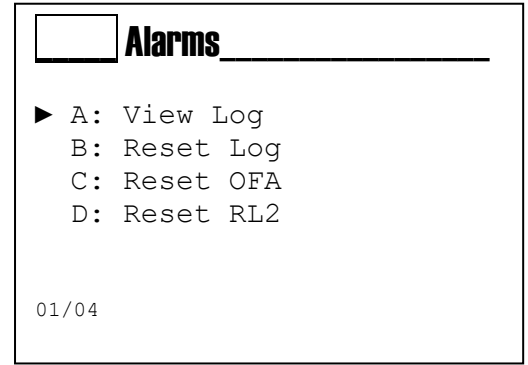 Alarms
► A: View Log
B: Reset Log
C: Reset OFA
D: Reset RL2
01/04